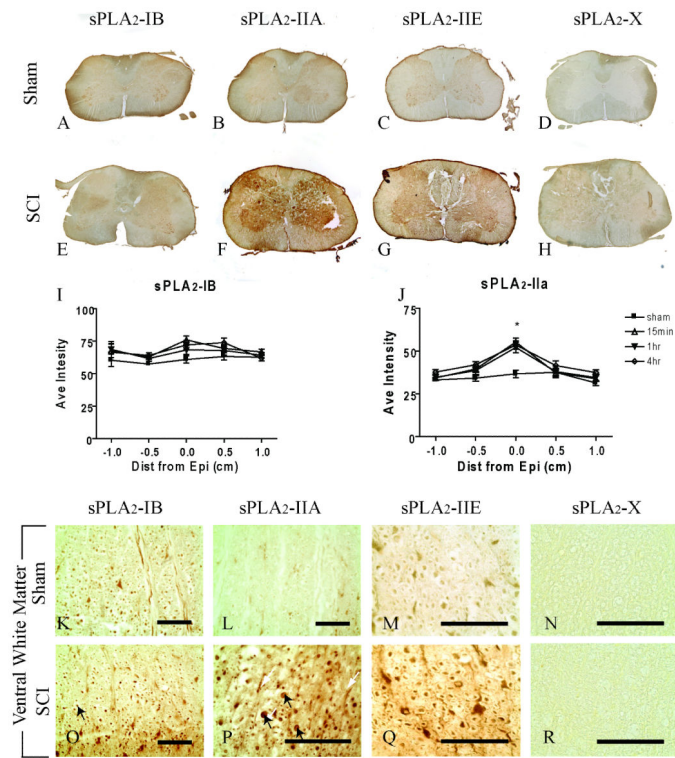 sPLA2-IB sPLA2-IIA sPLA2-IIE sPLA2-X
Sham
A B C D
SCI
E F G H
I sPLA2-IB
Ave Intesity
100
75
50
25
0
-1.0 -0.5 0.0 0.5 1.0
Dist from Epi (cm)
J sPLA2-IIa
Ave Intensity
75
50
25
0
*
-1.0 -0.5 0.0 0.5 1.0
Dist from Epi (cm)
sham
15min
1hr
4hr
sPLA2-IB sPLA2-IIA sPLA2-IIE sPLA2-X
Ventral White Matter
Sham
K L M N
SCI
O P Q R